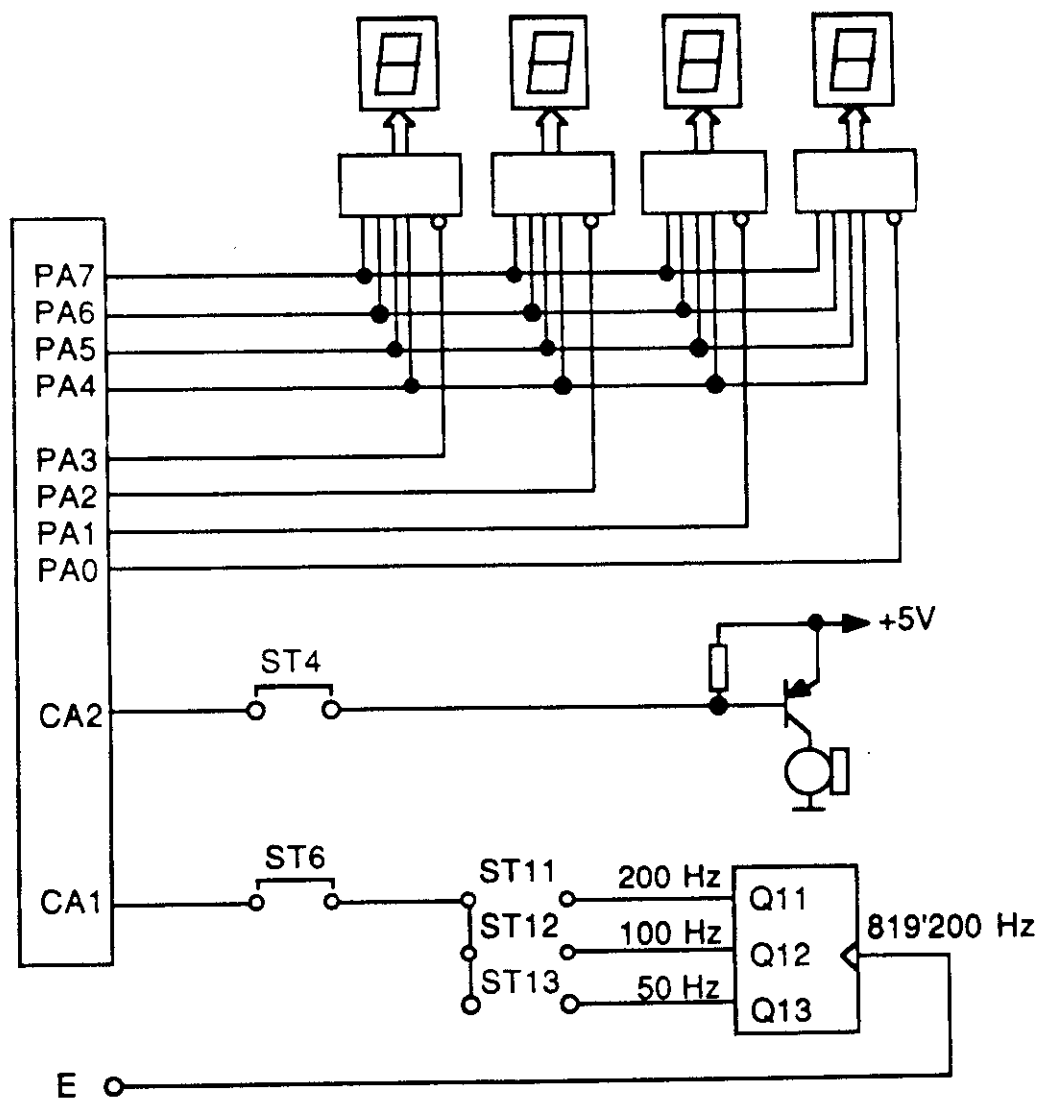 PA7
PA6
PA5
PA4
PA3
PA2
PA1
PA0
+5V
ST4
CA2
ST6
CA1
ST11 200 Hz Q11
819'200 Hz
ST12 100 Hz Q12
ST13 50 Hz Q13
E